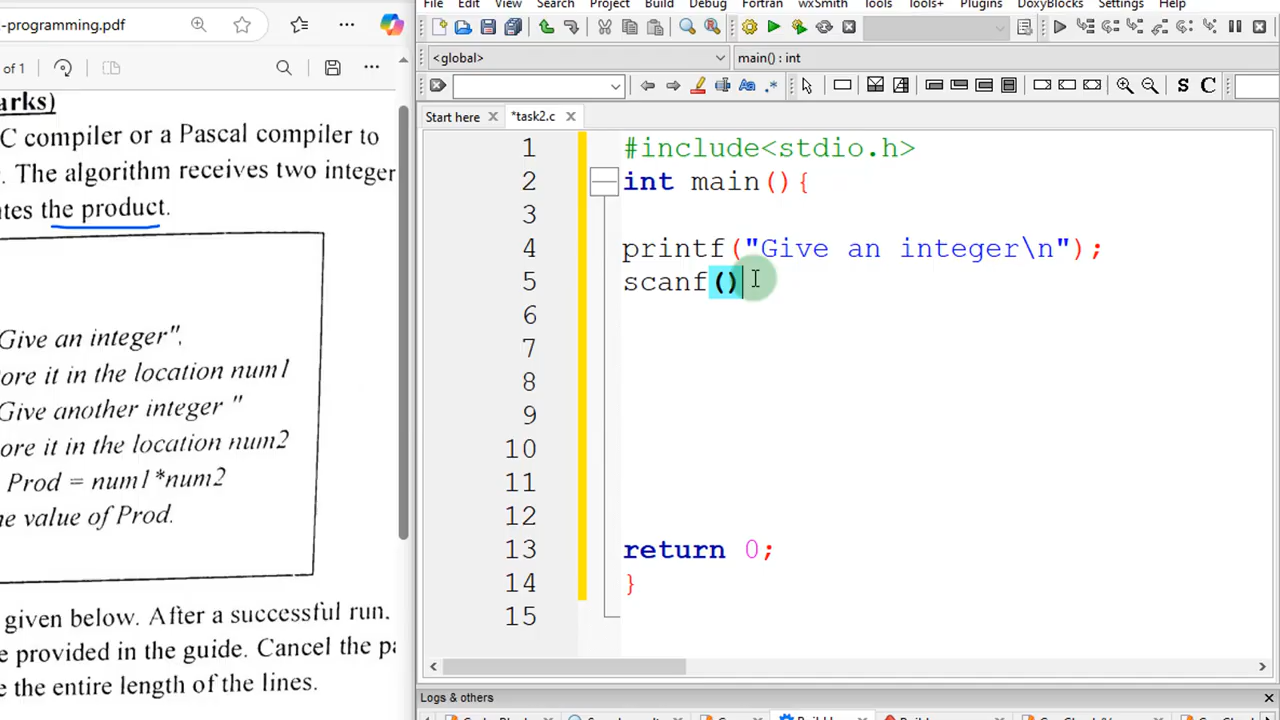 -programming.pdf
of 1
arks)
C compiler or a Pascal compiler to
. The algorithm receives two integer
ites the product.
Give an integer",
ore it in the location num1
Give another integer "
ore it in the location num2
Prod = num1*num2
ne value of Prod.
given below. After a successful run.
e provided in the guide. Cancel the pa
e the entire length of the lines.
File Edit View Search Project Build Debug Fortran wxSmith Tools Tools+ Plugins DoxyBlocks Settings Help
<global> main() : int
S C
Start here *task2.c
1 #include<stdio.h>
2 int main(){
3
4 printf("Give an integer\n");
5 scanf()
6
7
8
9
10
11
12
13 return 0;
14 }
15
Logs & others